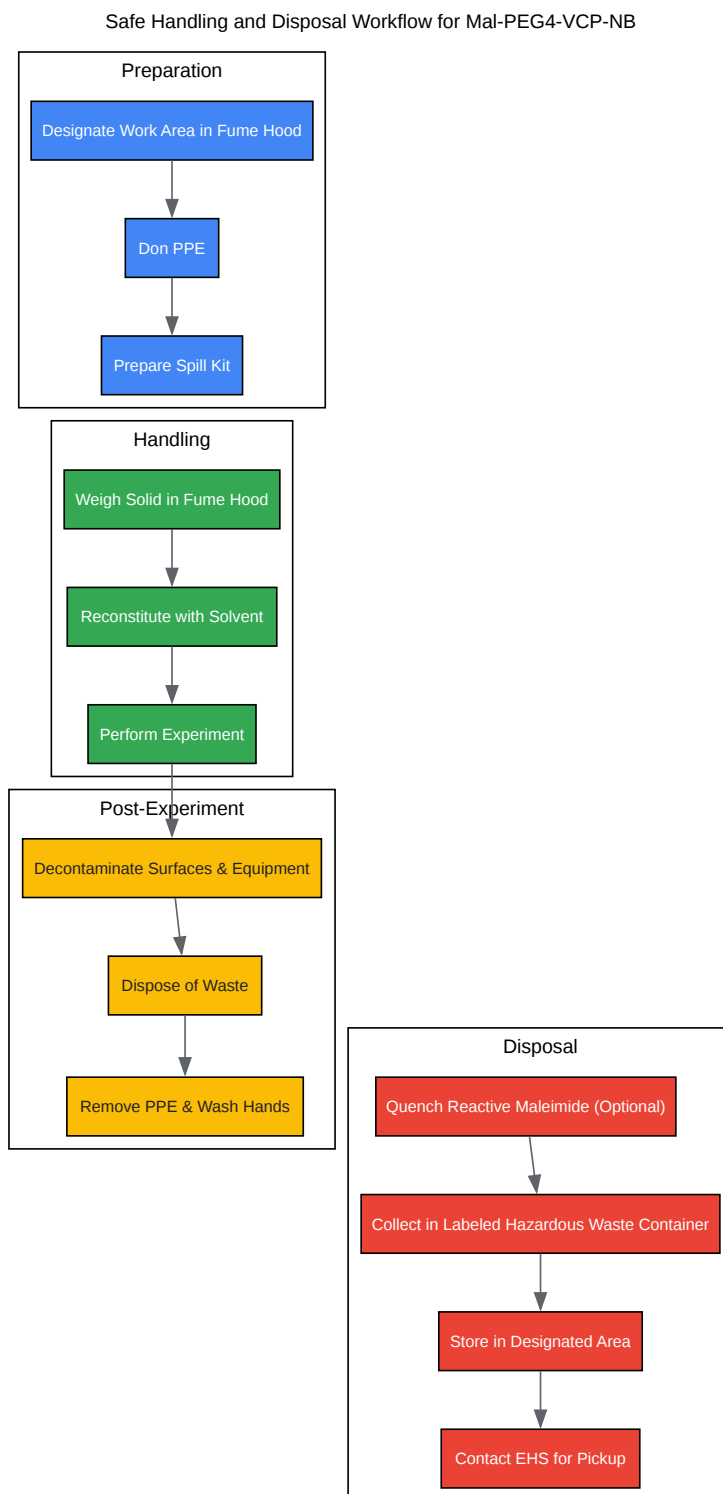 Safe Handling and Disposal Workflow for Mal-PEG4-VCP-NB
Preparation
Designate Work Area in Fume Hood
Don PPE
Prepare Spill Kit
Handling
Weigh Solid in Fume Hood
Reconstitute with Solvent
Perform Experiment
Post-Experiment
Decontaminate Surfaces & Equipment
Dispose of Waste
Remove PPE & Wash Hands
Disposal
Quench Reactive Maleimide (Optional)
Collect in Labeled Hazardous Waste Container
Store in Designated Area
Contact EHS for Pickup